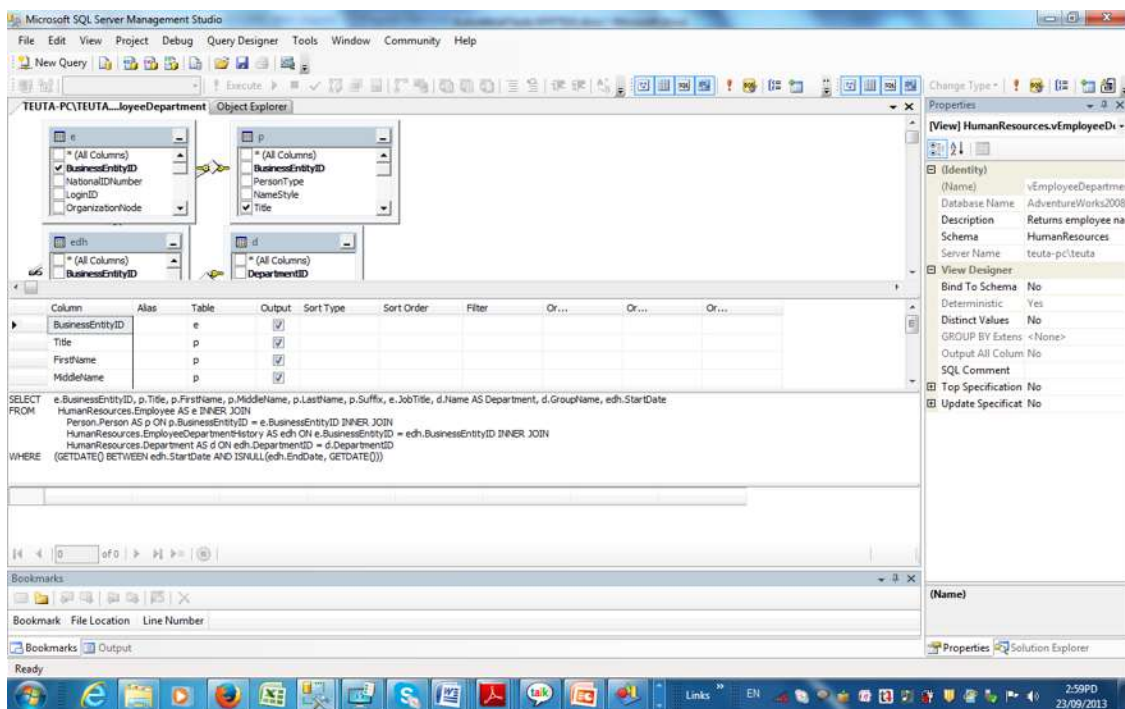 Microsoft SQL Server Management Studio
File Edit View Project Debug Query Designer Tools Window Community Help
New Query
Execute
Change Type
TEUTA-PC\TEUTA....loyeeDepartment Object Explorer
Properties
[View] HumanResources.vEmployeeDe
e
* (All Columns)
BusinessEntityID
NationalIDNumber
LoginID
OrganizationNode
p
* (All Columns)
BusinessEntityID
PersonType
NameStyle
Title
edh
* (All Columns)
BusinessEntityID
d
* (All Columns)
DepartmentID
(Identity)
(Name) vEmployeeDepartme
Database Name AdventureWorks2008
Description Returns employee na
Schema HumanResources
Server Name teuta-pc\teuta
View Designer
Bind To Schema No
Deterministic Yes
Distinct Values No
GROUP BY Extens <None>
Output All Colum No
SQL Comment
Top Specification No
Update Specificat No
Column Alias Table Output Sort Type Sort Order Filter Or... Or... Or...
BusinessEntityID e
Title p
FirstName p
MiddleName p
SELECT e.BusinessEntityID, p.Title, p.FirstName, p.MiddleName, p.LastName, p.Suffix, e.JobTitle, d.Name AS Department, d.GroupName, edh.StartDate
FROM HumanResources.Employee AS e INNER JOIN
Person.Person AS p ON p.BusinessEntityID = e.BusinessEntityID INNER JOIN
HumanResources.EmployeeDepartmentHistory AS edh ON e.BusinessEntityID = edh.BusinessEntityID INNER JOIN
HumanResources.Department AS d ON edh.DepartmentID = d.DepartmentID
WHERE (GETDATE() BETWEEN edh.StartDate AND ISNULL(edh.EndDate, GETDATE()))
0 of 0
Bookmarks
Bookmark File Location Line Number
(Name)
Bookmarks Output
Properties Solution Explorer
Ready
talk
Links
EN
2:59PD
23/09/2013